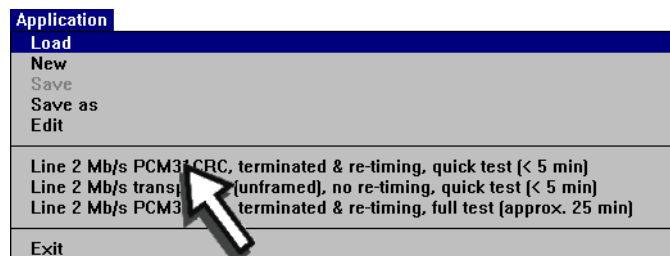 Application
Load
New
Save
Save as
Edit
Line 2 Mb/s PCM31CRC, terminated & re-timing, quick test (< 5 min)
Line 2 Mb/s (unframed), no re-timing, quick test (< 5 min)
Line 2 Mb/s terminated & re-timing, full test (approx. 25 min)
Exit